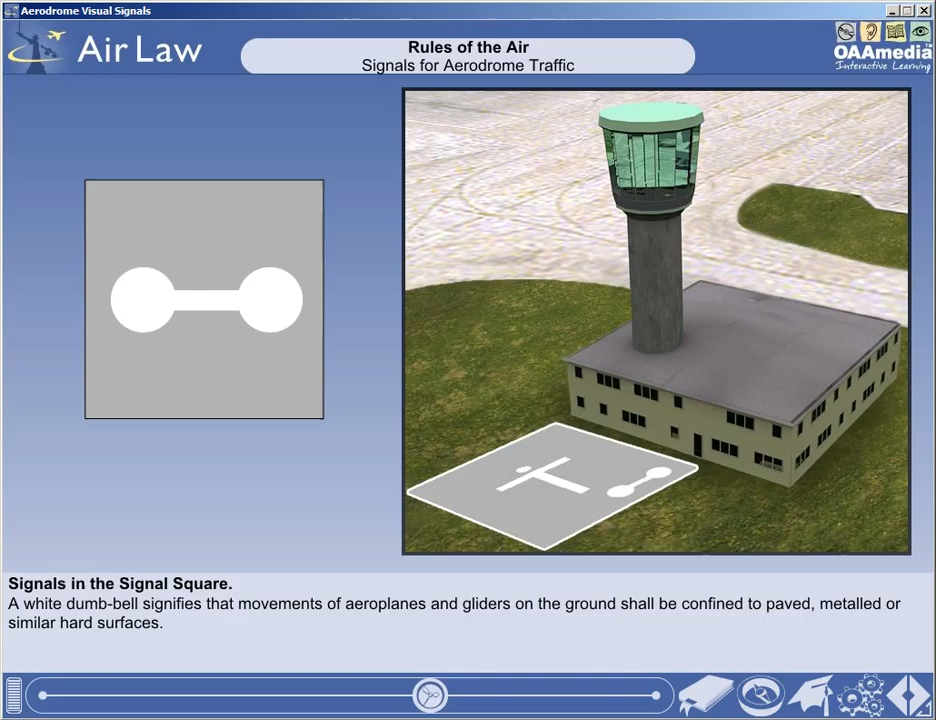 Aerodrome Visual Signals
Air Law
Rules of the Air
Signals for Aerodrome Traffic
OAAmedia
Interactive Learning
Signals in the Signal Square.
A white dumb-bell signifies that movements of aeroplanes and gliders on the ground shall be confined to paved, metalled or
similar hard surfaces.